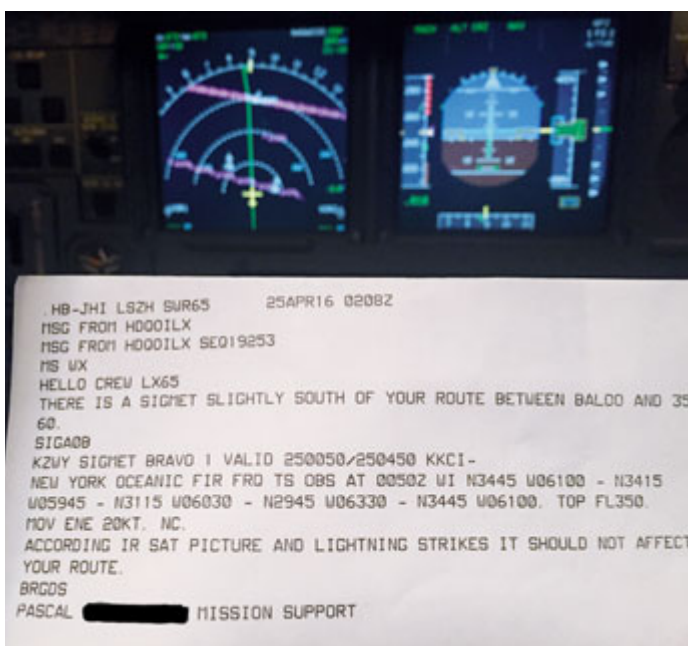 .HB-JHI LSZH SWR65 25APR16 0208Z
MSG FROM HDQOILX
MSG FROM HDQOILX SEQ19253
MS WX
HELLO CREW LX65
THERE IS A SIGMET SLIGHTLY SOUTH OF YOUR ROUTE BETWEEN BALOO AND 35
60.
SIGA0B
KZWY SIGMET BRAVO 1 VALID 250050/250450 KKCI-
NEW YORK OCEANIC FIR FRQ TS OBS AT 0050Z WI N3445 W06100 - N3415
W05945 - N3115 W06030 - N2945 W06330 - N3445 W06100. TOP FL350.
MOV ENE 20KT. NC.
ACCORDING IR SAT PICTURE AND LIGHTNING STRIKES IT SHOULD NOT AFFECT
YOUR ROUTE.
BRGDS
PASCAL MISSION SUPPORT